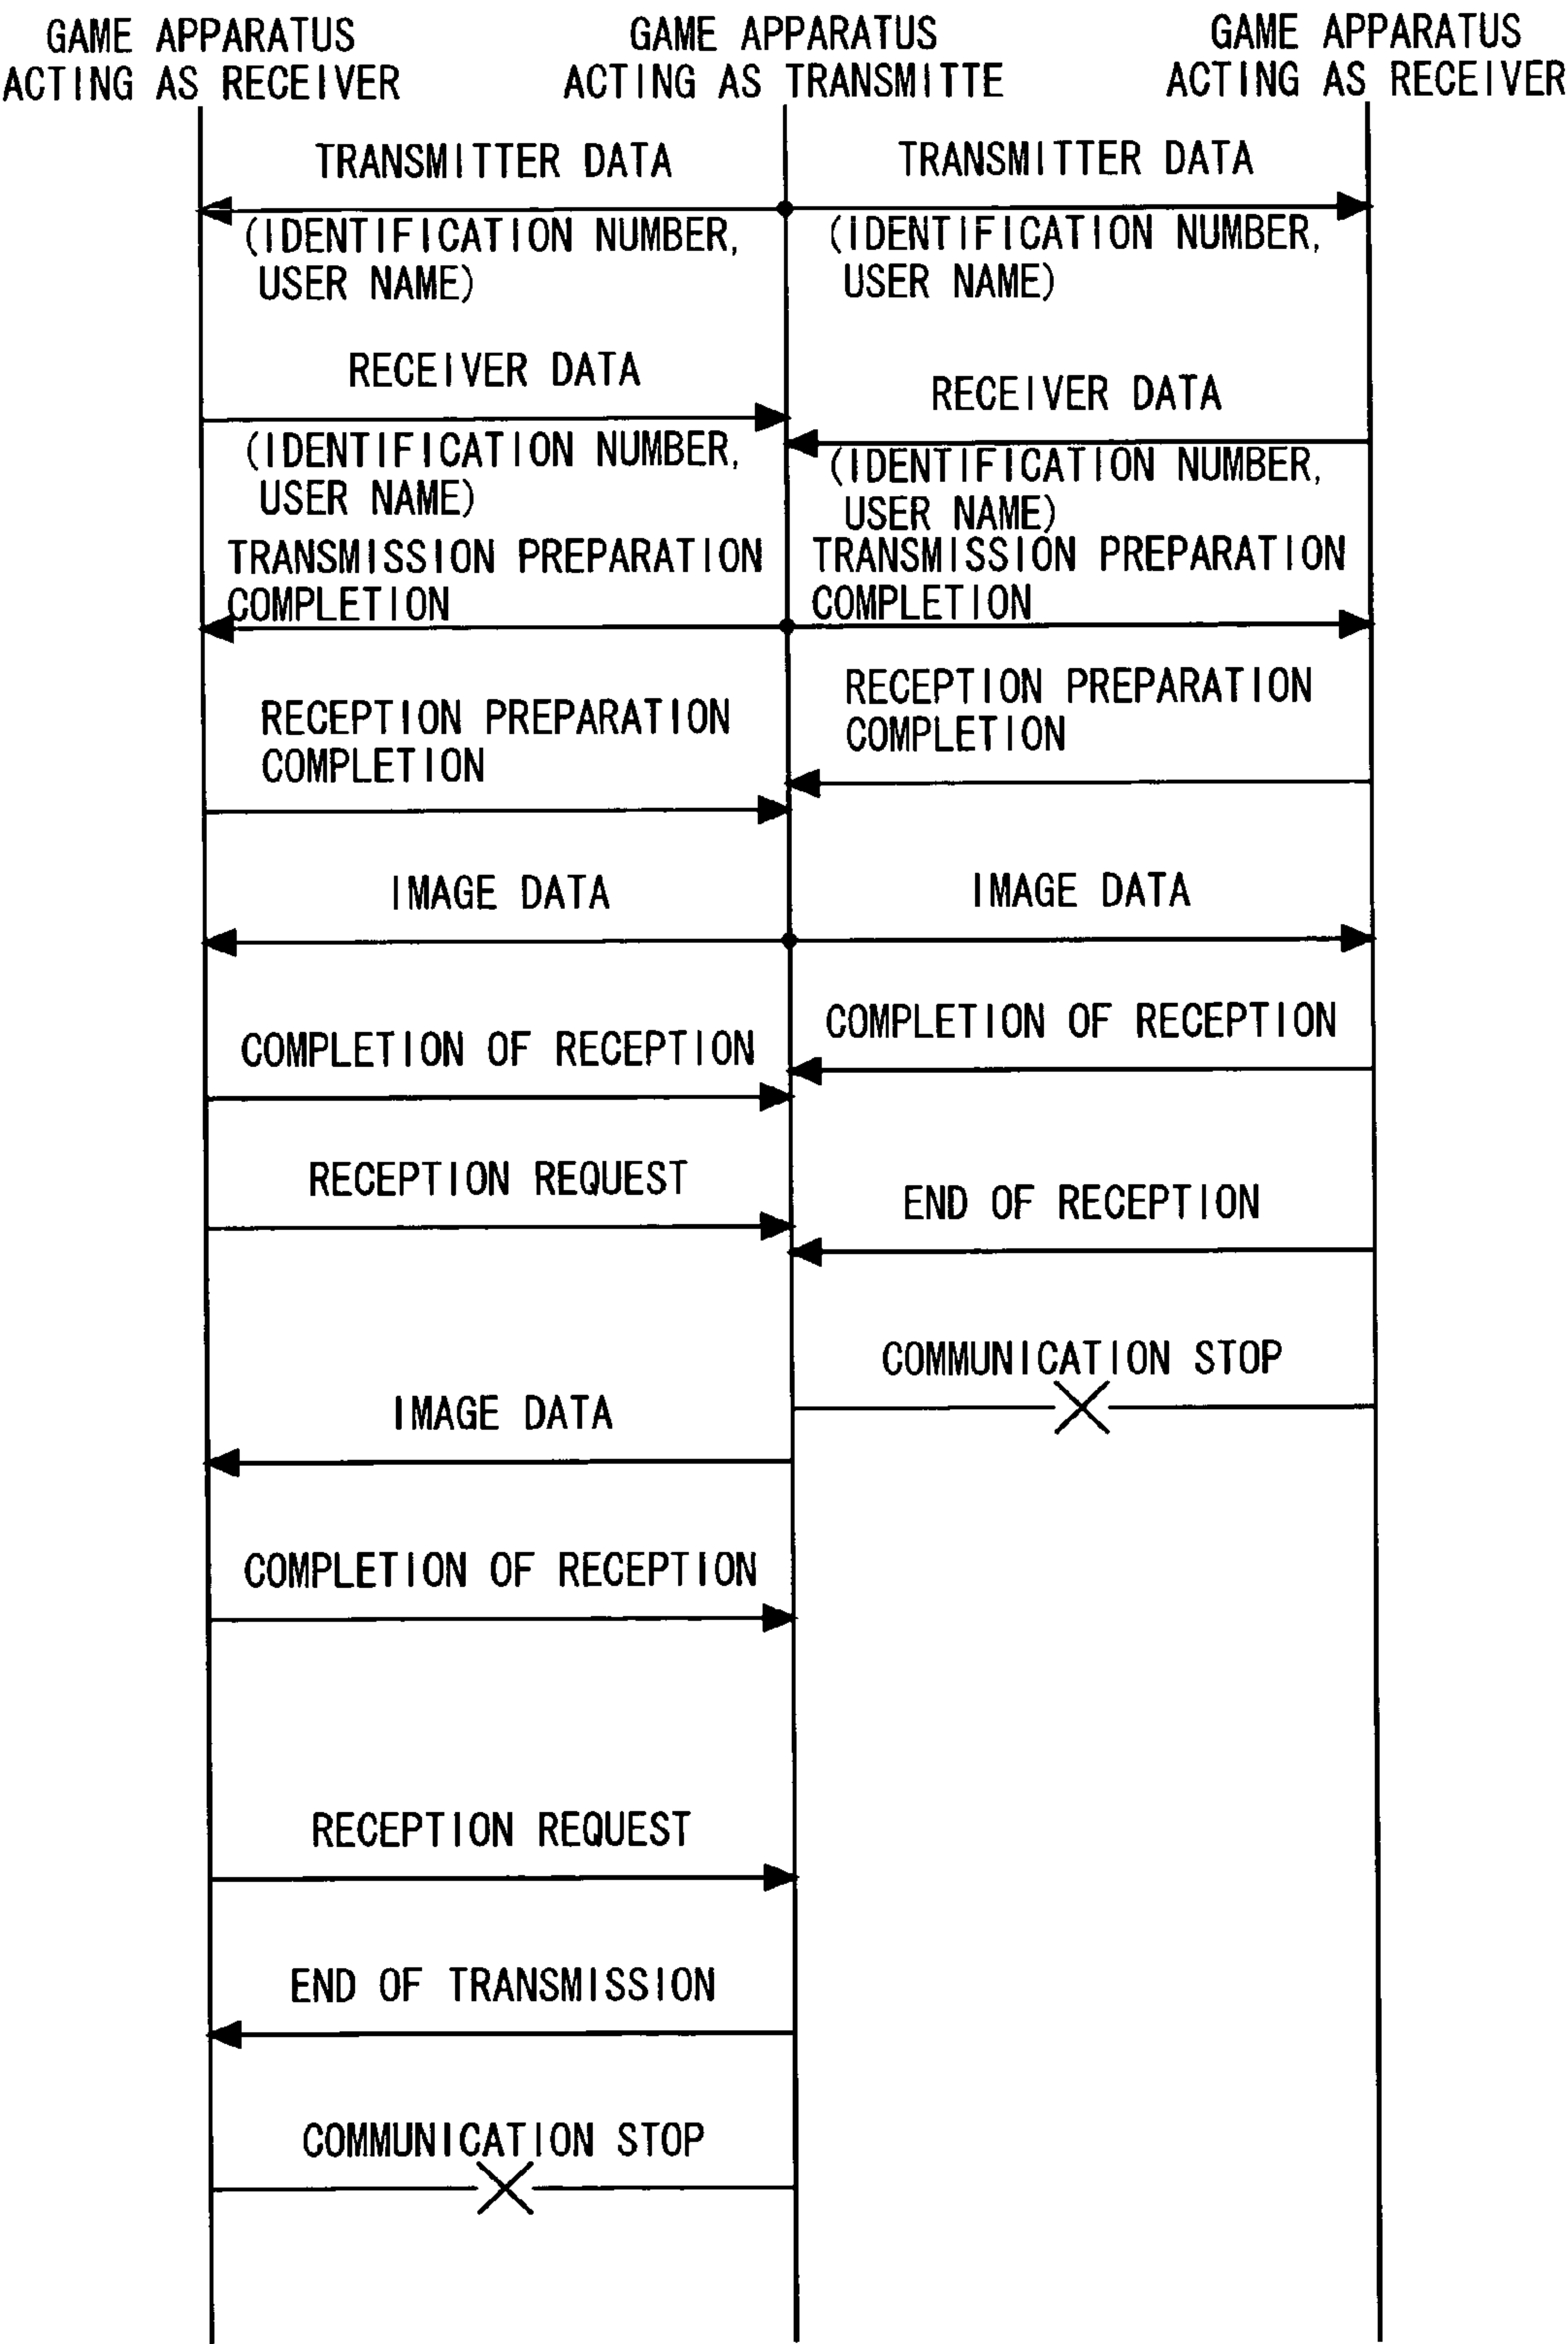 GAME APPARATUS
ACTING AS RECEIVER
GAME APPARATUS
ACTING AS TRANSMITTE
GAME APPARATUS
ACTING AS RECEIVER
TRANSMITTER DATA
(IDENTIFICATION NUMBER,
USER NAME)
TRANSMITTER DATA
(IDENTIFICATION NUMBER,
USER NAME)
RECEIVER DATA
(IDENTIFICATION NUMBER,
USER NAME)
RECEIVER DATA
(IDENTIFICATION NUMBER,
USER NAME)
TRANSMISSION PREPARATION
COMPLETION
TRANSMISSION PREPARATION
COMPLETION
RECEPTION PREPARATION
COMPLETION
RECEPTION PREPARATION
COMPLETION
IMAGE DATA
IMAGE DATA
COMPLETION OF RECEPTION
COMPLETION OF RECEPTION
RECEPTION REQUEST
END OF RECEPTION
COMMUNICATION STOP
IMAGE DATA
COMPLETION OF RECEPTION
RECEPTION REQUEST
END OF TRANSMISSION
COMMUNICATION STOP